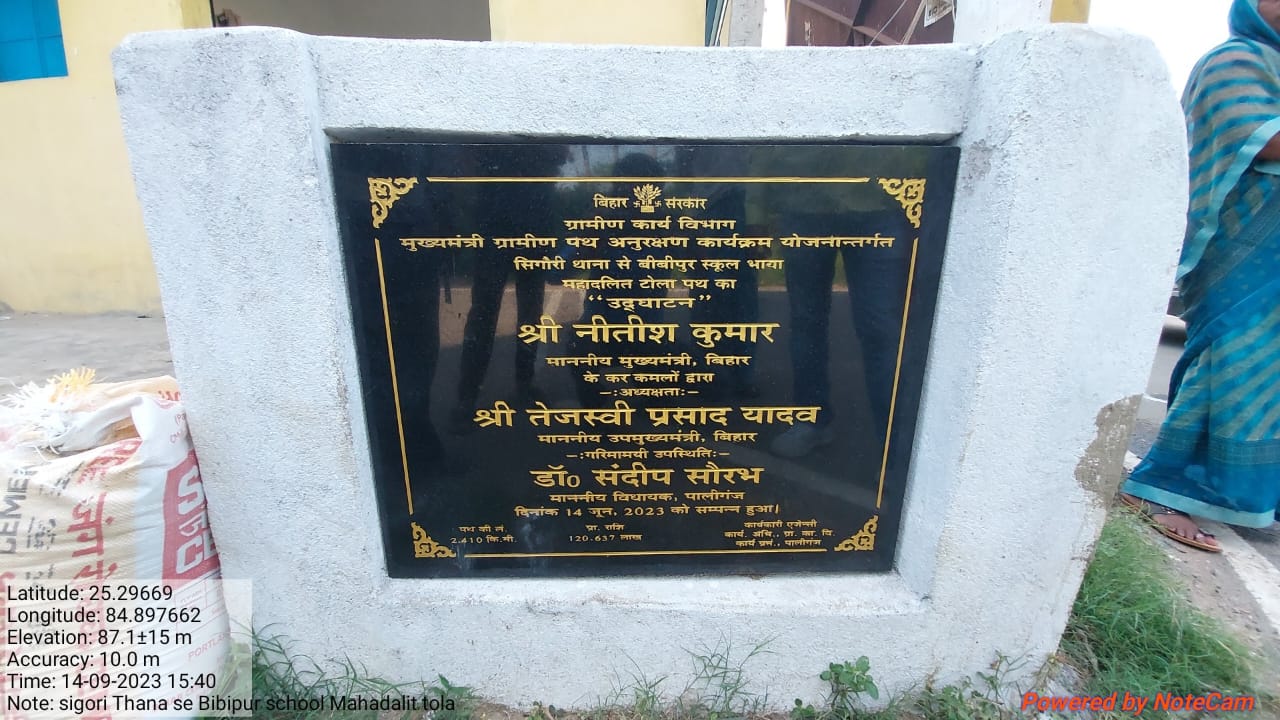 बिहार सरकार
ग्रामीण कार्य विभाग
मुख्यमंत्री ग्रामीण पथ अनुरक्षण कार्यक्रम योजनान्तर्गत
सिगौरी थाना से बीबीपुर स्कूल भाया
महादलित टोला पथ का
“उद्घाटन”
श्री नीतीश कुमार
माननीय मुख्यमंत्री, बिहार
के कर कमलों द्वारा
-:अध्यक्षता:-
श्री तेजस्वी प्रसाद यादव
माननीय उपमुख्यमंत्री, बिहार
-:गरिमामयी उपस्थिति:-
डॉ० संदीप सौरभ
माननीय विधायक, पालीगंज
दिनांक 14 जून, 2023 को सम्पन्न हुआ।
पथ की लं.
2.410 कि.मी.
प्रा. राशि
120.637 लाख
कार्यकारी एजेन्सी
कार्य. अभि., ग्रा. का. वि.
कार्य प्रमं., पालीगंज
Latitude: 25.29669
Longitude: 84.897662
Elevation: 87.1±15 m
Accuracy: 10.0 m
Time: 14-09-2023 15:40
Note: sigori Thana se Bibipur school Mahadalit tola
Powered by NoteCam